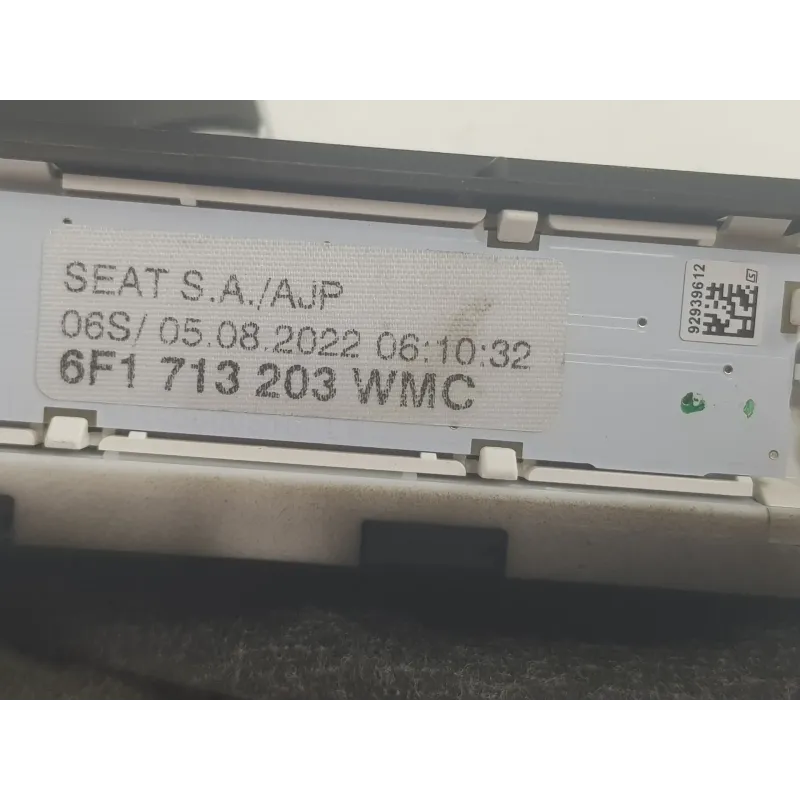 SEAT S.A./AJP
06S/ 05.08.2022 06:10:32
6F1 713 203 WMC
92939612